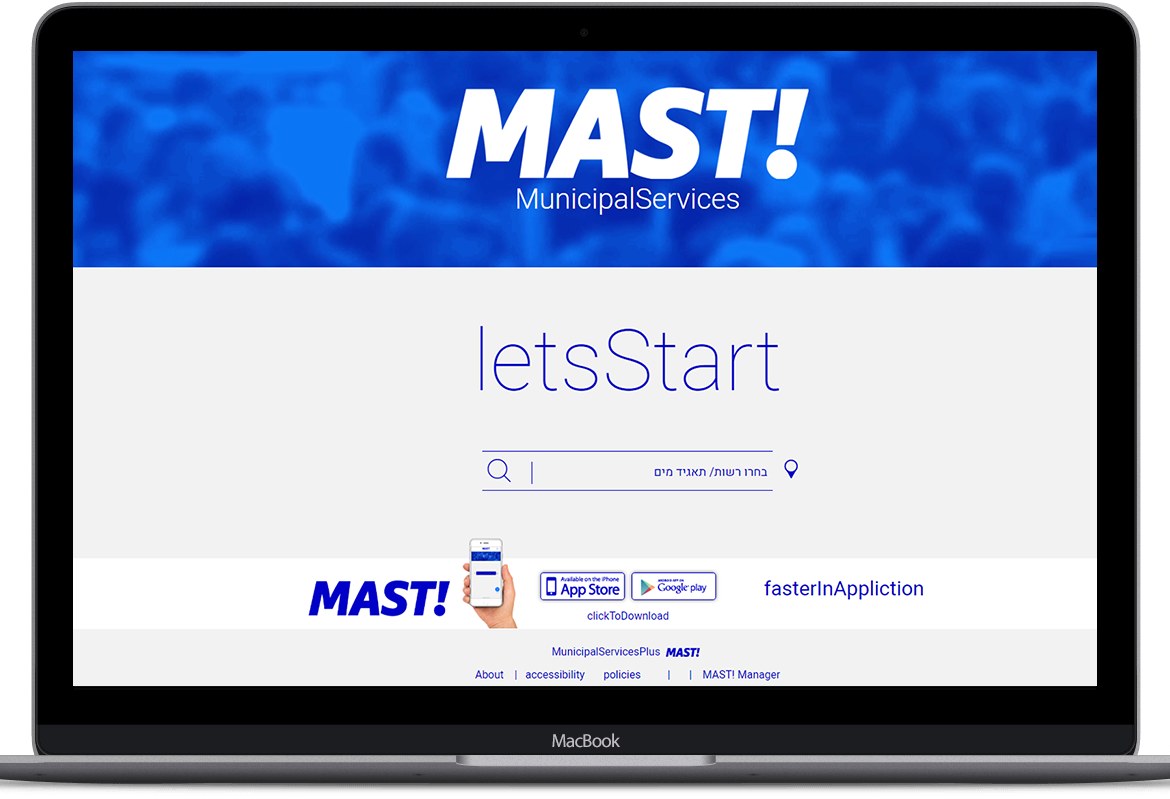 MAST!
MunicipalServices
letsStart
בחרו רשות/ תאגיד מים
MAST!
Available on the iPhone
App Store
ANDROID APP ON
Google play
fasterInAppliction
clickToDownload
MunicipalServicesPlus MAST!
About | accessibility policies | | MAST! Manager
MacBook